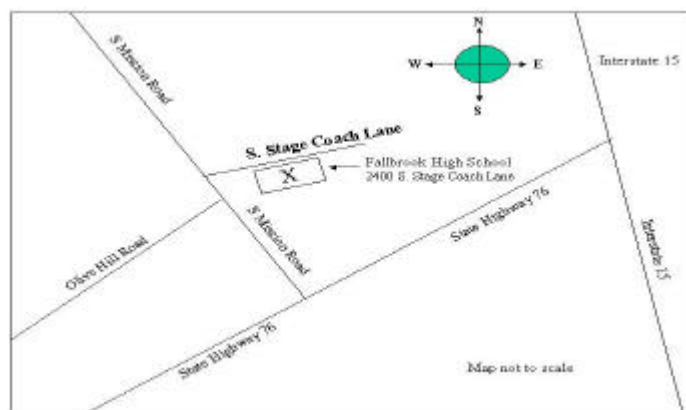 N
S Mission Road
W
E
Interstate 15
S
S. Stage Coach Lane
X
Fallbrook High School
2400 S. Stage Coach Lane
State Highway 76
Olive Hill Road
S Mission Road
Interstate 15
State Highway 76
Map not to scale